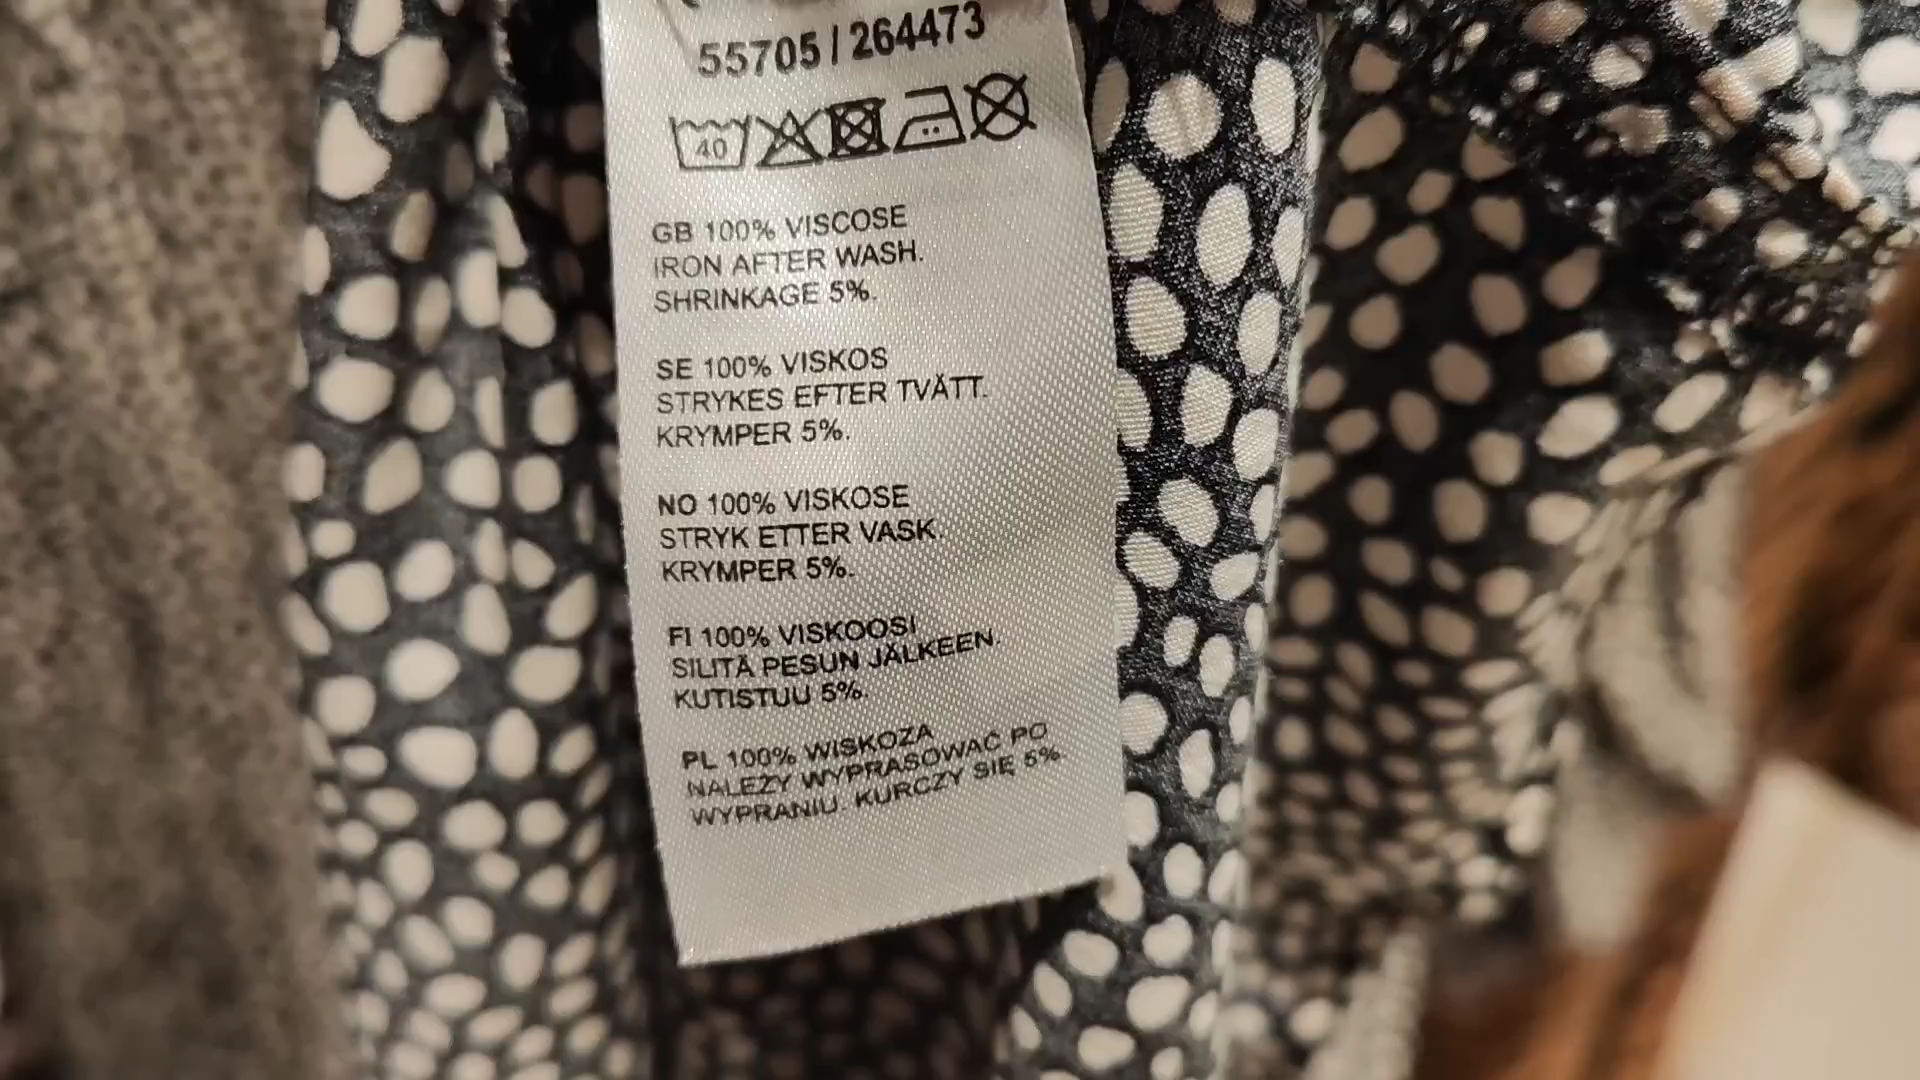 55705 / 264473
40
GB 100% VISCOSE
IRON AFTER WASH.
SHRINKAGE 5%.
SE 100% VISKOS
STRYKES EFTER TVÄTT.
KRYMPER 5%.
NO 100% VISKOSE
STRYK ETTER VASK.
KRYMPER 5%.
FI 100% VISKOOSI
SILITÄ PESUN JÄLKEEN.
KUTISTUU 5%.
PL 100% WISKOZA
NALEŻY WYPRASOWAĆ PO
WYPRANIU. KURCZY SIĘ 5%.